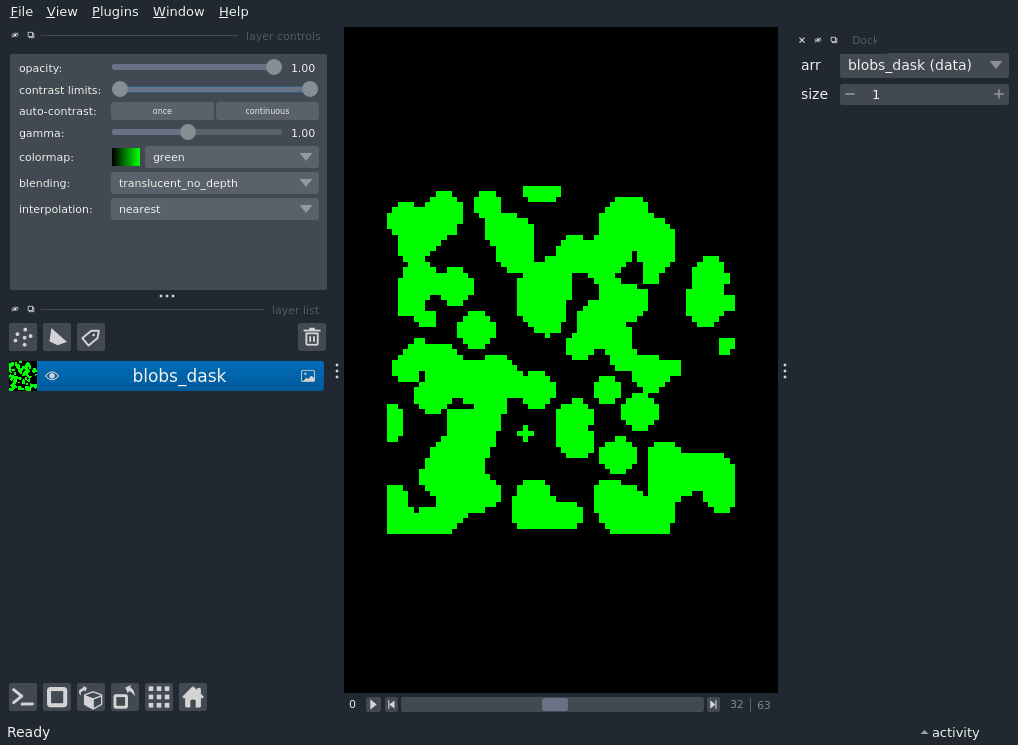 File View Plugins Window Help
layer controls
opacity: 1.00
contrast limits:
auto-contrast: once continuous
gamma: 1.00
colormap: green
blending: translucent_no_depth
interpolation: nearest
layer list
blobs_dask
0 32 63
Ready
activity
Dock
arr blobs_dask (data)
size 1